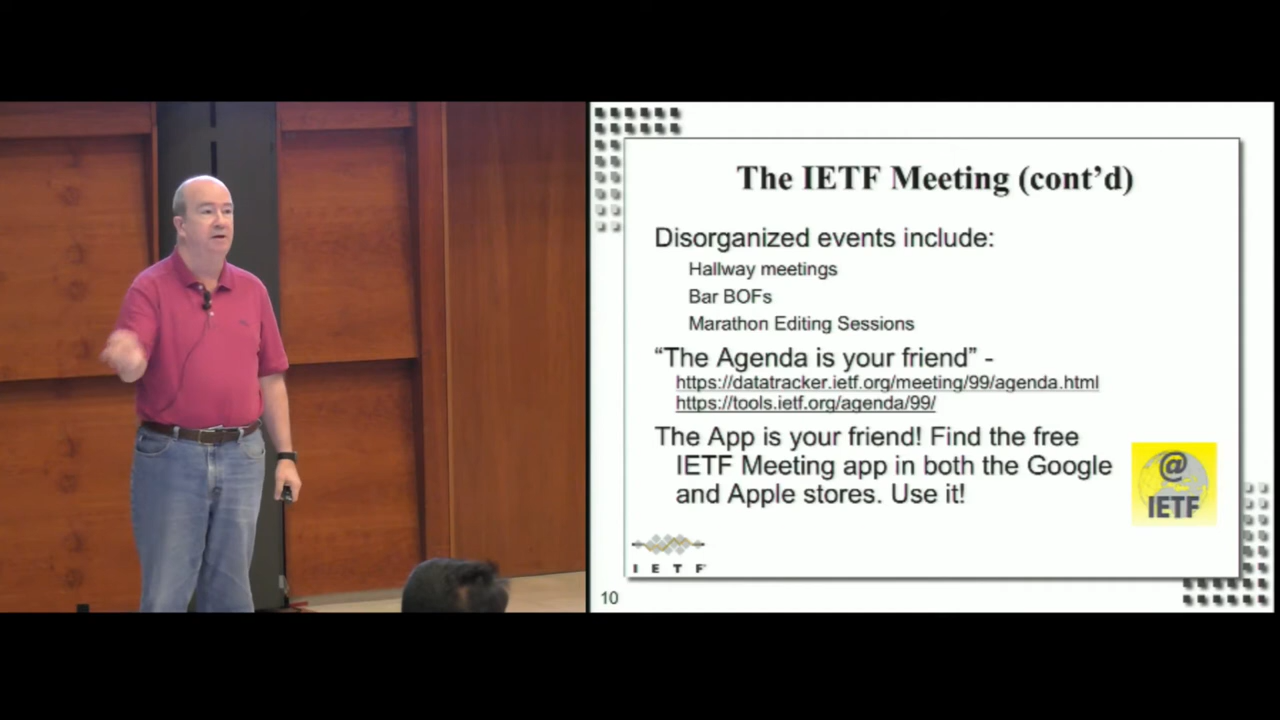 The IETF Meeting (cont'd)
Disorganized events include:
Hallway meetings
Bar BOFs
Marathon Editing Sessions
“The Agenda is your friend” -
https://datatracker.ietf.org/meeting/99/agenda.html
https://tools.ietf.org/agenda/99/
The App is your friend! Find the free
IETF Meeting app in both the Google
and Apple stores. Use it!
@
IETF
I E T F
10